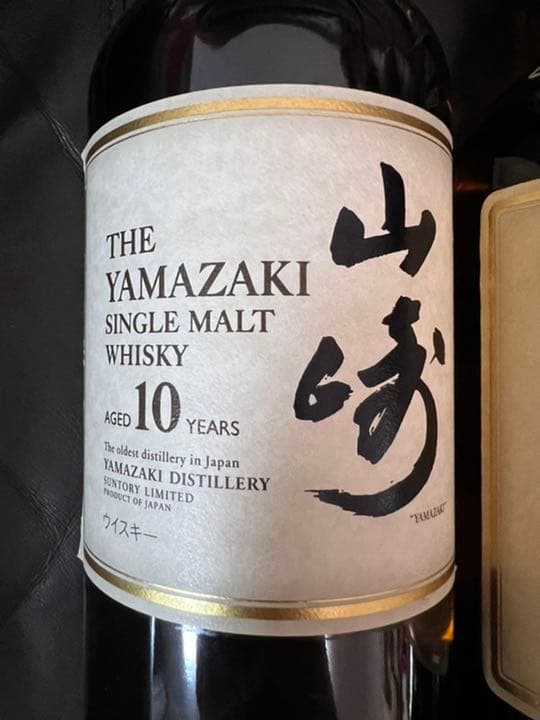 THE
YAMAZAKI
SINGLE MALT
WHISKY
AGED 10 YEARS
The oldest distillery in Japan
YAMAZAKI DISTILLERY
SUNTORY LIMITED
PRODUCT OF JAPAN
ウイスキー
山崎
"YAMAZAKI"